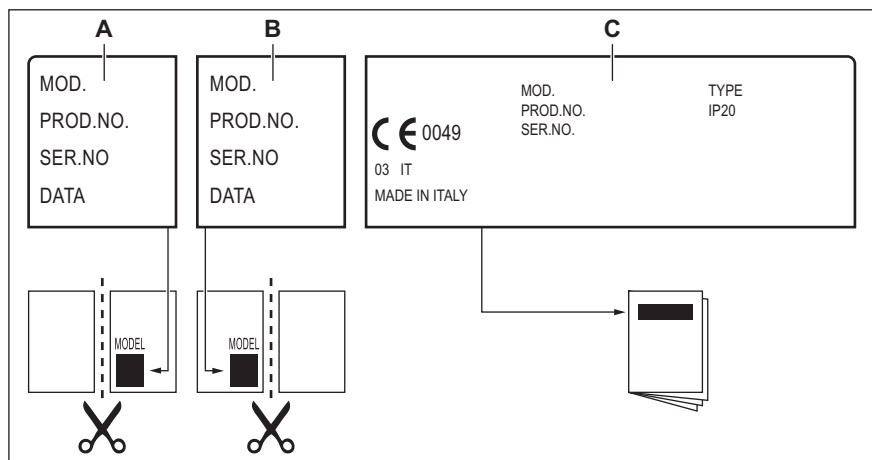 A
B
C
MOD.
PROD.NO.
SER.NO
DATA
MOD.
PROD.NO.
SER.NO
DATA
MOD.
PROD.NO.
SER.NO.
TYPE
IP20
CE 0049
03 IT
MADE IN ITALY
MODEL
MODEL